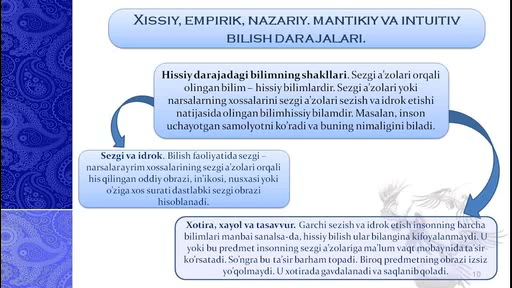 XISSIY, EMPIRIK, NAZARIY. MANTIKIY VA INTUITIV
BILISH DARAJALARI.
Hissiy darajadagi bilimning shakllari. Sezgi a'zolari orqali
olingan bilim – hissiy bilimlardir. Sezgi a'zolari yoki
narsalarning xossalarini sezgi a'zolari sezish va idrok etishi
natijasida olingan bilimhissiy bilamdir. Masalan, inson
uchayotgan samolyotni ko'radi va buning nimaligini biladi.
Sezgi va idrok. Bilish faoliyatida sezgi –
narsalar ayrim xossalarining sezgi a'zolari orqali
his qilingan oddiy obrazi, in'ikosi, nusxasi yoki
o'ziga xos surati dastlabki sezgi obrazi
hisoblanadi.
Xotira, xayol va tasavvur. Garchi sezish va idrok etish insonning barcha
bilimlari manbai sanalsa-da, hissiy bilish ular bilangina kifoyalanmaydi. U
yoki bu predmet insonning sezgi a'zolariga ma'lum vaqt mobaynida ta'sir
ko'rsatadi. So'ngra bu ta'sir barham topadi. Biroq predmetning obrazi izsiz
yo'qolmaydi. U xotirada gavdalanadi va saqlanib qoladi.
10